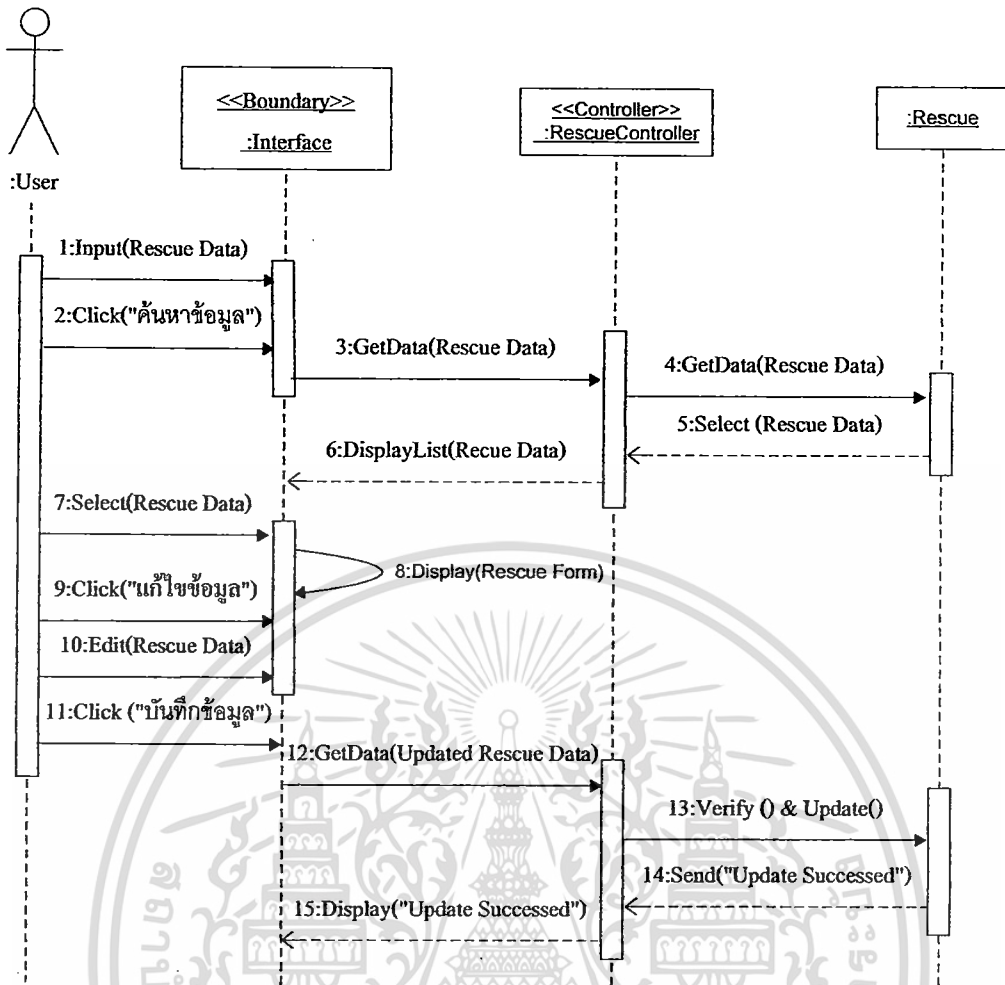 <<Boundary>>
:Interface
<<Controller>>
:RescueController
:Rescue
:User
1:Input(Rescue Data)
2:Click("ค้นหาข้อมูล")
3:GetData(Rescue Data)
4:GetData(Rescue Data)
5:Select (Rescue Data)
6:DisplayList(Recue Data)
7:Select(Rescue Data)
8:Display(Rescue Form)
9:Click("แก้ไขข้อมูล")
10:Edit(Rescue Data)
11:Click ("บันทึกข้อมูล")
12:GetData(Updated Rescue Data)
13:Verify () & Update()
14:Send("Update Successed")
15:Display("Update Successed")